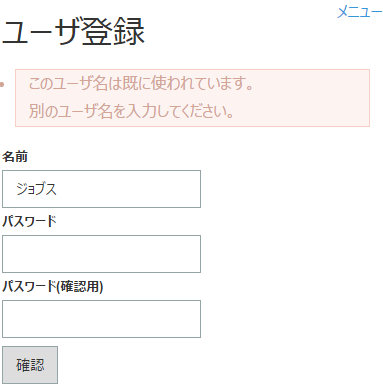 メニュー
ユーザ登録
このユーザ名は既に使われています。
別のユーザ名を入力してください。
名前
ジョブス
パスワード
パスワード(確認用)
確認